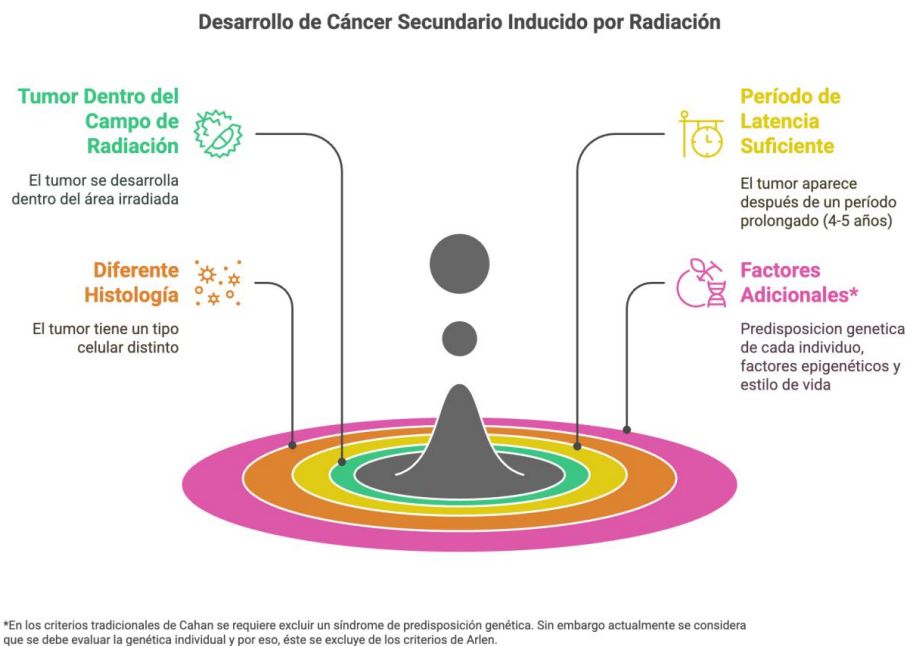 Desarrollo de Cáncer Secundario Inducido por Radiación
Tumor Dentro del
Campo de
Radiación
El tumor se desarrolla
dentro del área irradiada
Diferente
Histología
El tumor tiene un tipo
celular distinto
Período de
Latencia
Suficiente
El tumor aparece
después de un período
prolongado (4-5 años)
Factores
Adicionales*
Predisposicion genetica
de cada individuo,
factores epigenéticos y
estilo de vida
*En los criterios tradicionales de Cahan se requiere excluir un síndrome de predisposición genética. Sin embargo actualmente se considera
que se debe evaluar la genética individual y por eso, éste se excluye de los criterios de Arlen.